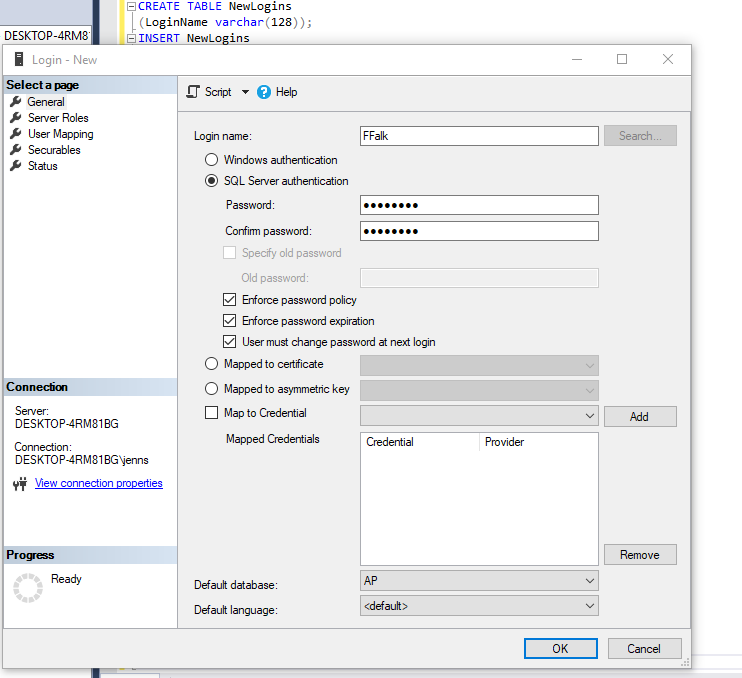 CREATE TABLE NewLogins
(LoginName varchar(128));
DESKTOP-4RM81
INSERT NewLogins
Login - New
Select a page
General
Server Roles
User Mapping
Securables
Status
Script
Help
Login name:
FFalk
Search...
Windows authentication
SQL Server authentication
Password:
●●●●●●●●
Confirm password:
●●●●●●●●
Specify old password
Old password:
Enforce password policy
Enforce password expiration
User must change password at next login
Mapped to certificate
Mapped to asymmetric key
Map to Credential
Add
Mapped Credentials
Credential
Provider
Remove
Default database:
AP
Default language:
<default>
Connection
Server:
DESKTOP-4RM81BG
Connection:
DESKTOP-4RM81BG\jenns
View connection properties
Progress
Ready
OK
Cancel